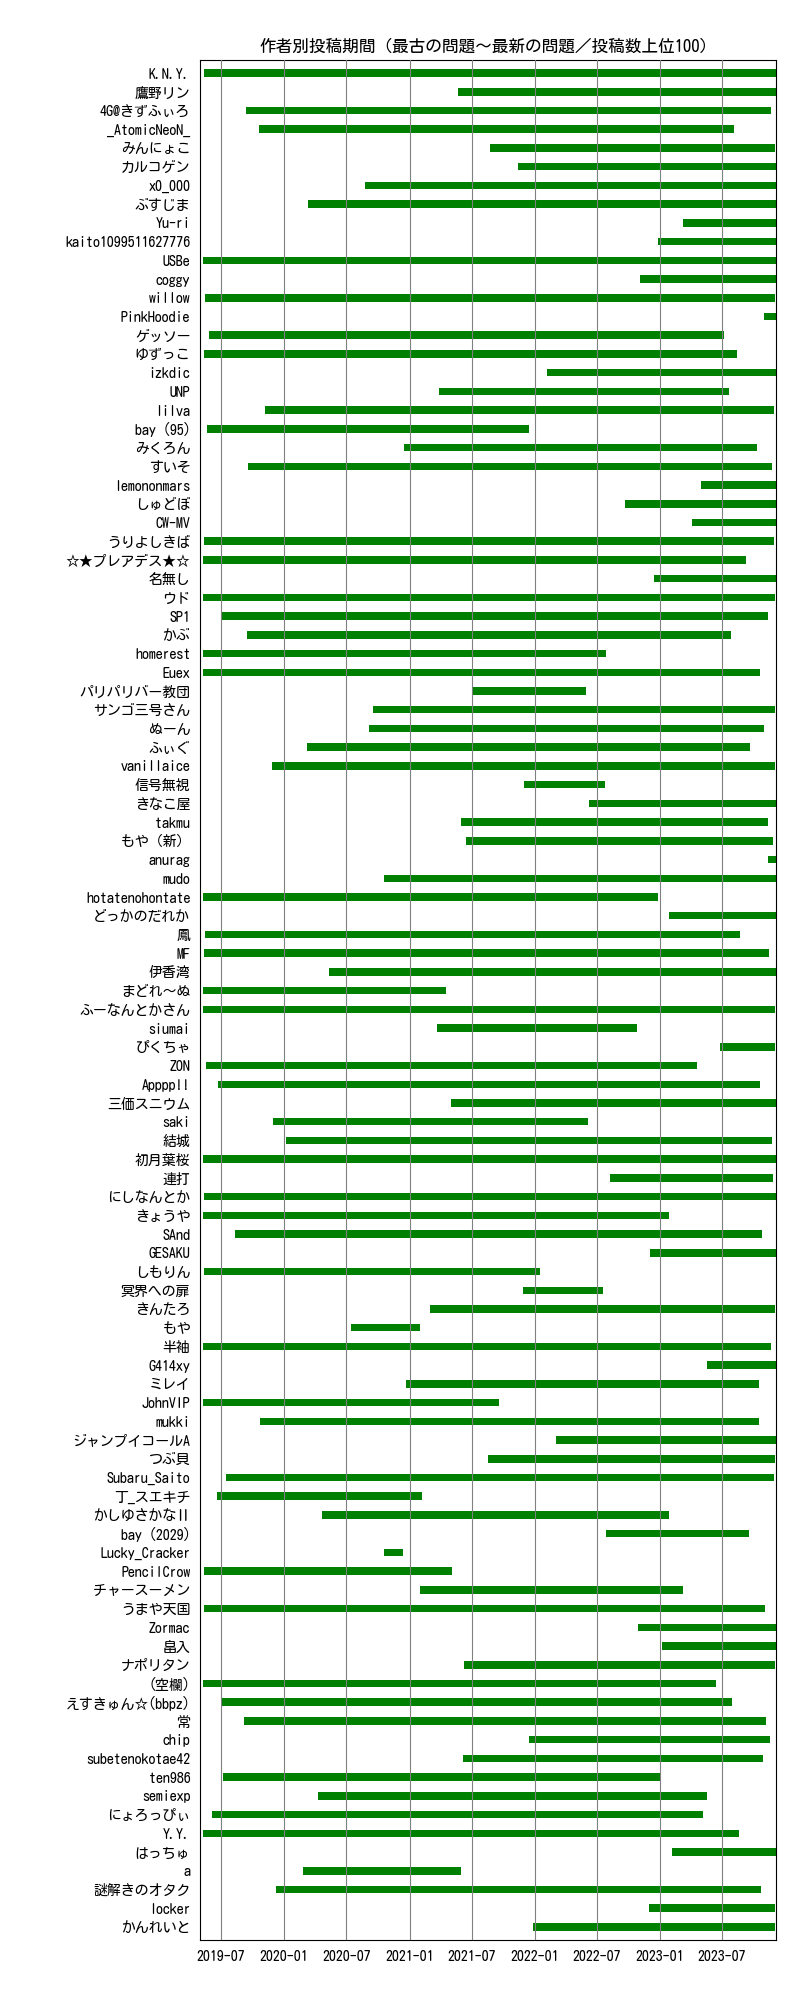 作者別投稿期間（最古の問題～最新の問題／投稿数上位100）
K.N.Y.
鷹野リン
4G@きずふぃろ
_AtomicNeoN_
みんにょこ
カルコゲン
x0_000
ぶすじま
Yu-ri
kaito1099511627776
USBe
coggy
willow
PinkHoodie
ゲッソー
ゆずっこ
izkdic
UNP
lilva
bay (95)
みくろん
すいそ
lemononmars
しゅどぼ
CW-MV
うりよしきば
☆★プレアデス★☆
名無し
ウド
SP1
かぶ
homerest
Euex
パリパリバー教団
サンゴ三号さん
ぬーん
ふぃぐ
vanillaice
信号無視
きなこ屋
takmu
もや（新）
anurag
mudo
hotatenohontate
どっかのだれか
鳳
MF
伊香湾
まどれ～ぬ
ふーなんとかさん
siumai
ぴくちゃ
ZON
Appppll
三価スニウム
saki
結城
初月葉桜
連打
にしなんとか
きょうや
SAnd
GESAKU
しもりん
冥界への扉
きんたろ
もや
半袖
G414xy
ミレイ
JohnVIP
mukki
ジャンプイコールA
つぶ貝
Subaru_Saito
丁_スエキチ
かしゆさかなⅡ
bay (2029)
Lucky_Cracker
PencilCrow
チャースーメン
うまや天国
Zormac
畠入
ナポリタン
(空欄)
えすきゅん☆(bbpz)
常
chip
subetenokotae42
ten986
semiexp
にょろっぴぃ
Y.Y.
はっちゅ
a
謎解きのオタク
locker
かんれいと
2019-07 2020-01 2020-07 2021-01 2021-07 2022-01 2022-07 2023-01 2023-07